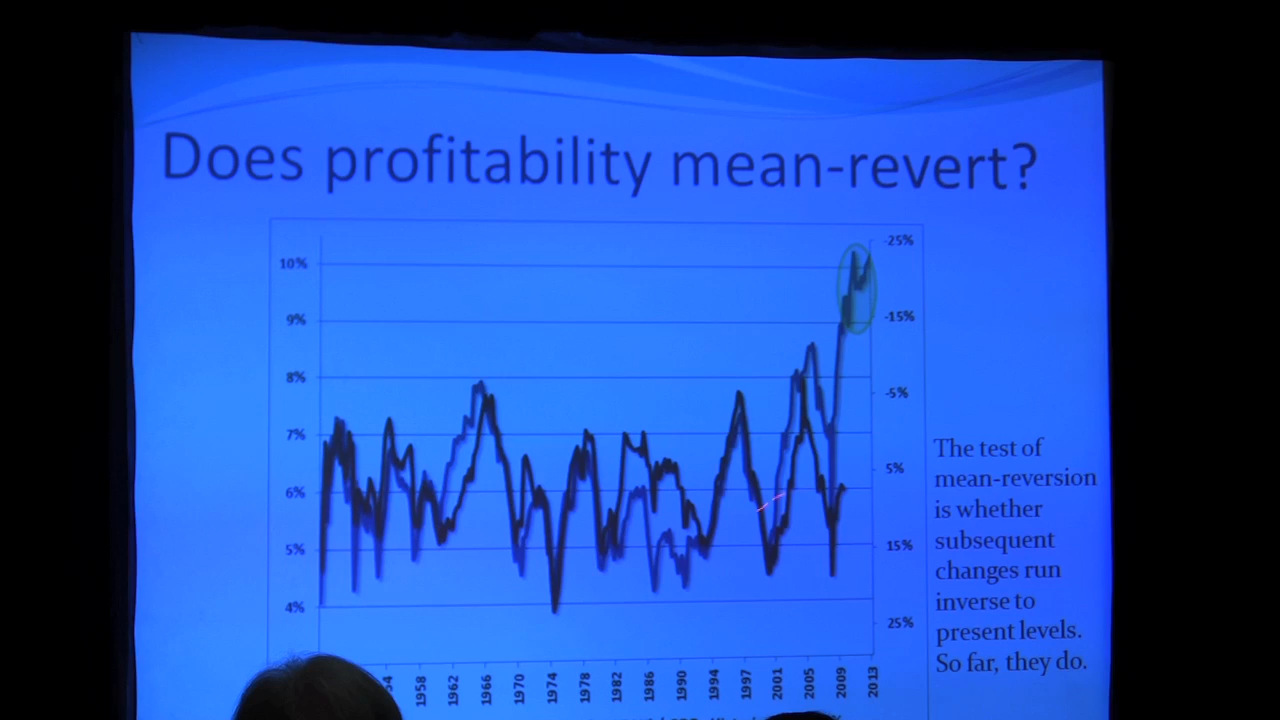 Does profitability mean-revert?
10%
9%
8%
7%
6%
5%
4%
-25%
-15%
-5%
5%
15%
25%
The test of
mean-reversion
is whether
subsequent
changes run
inverse to
present levels.
So far, they do.
54 1958 1962 1966 1970 1974 1978 1982 1986 1990 1994 1997 2001 2005 2009 2013